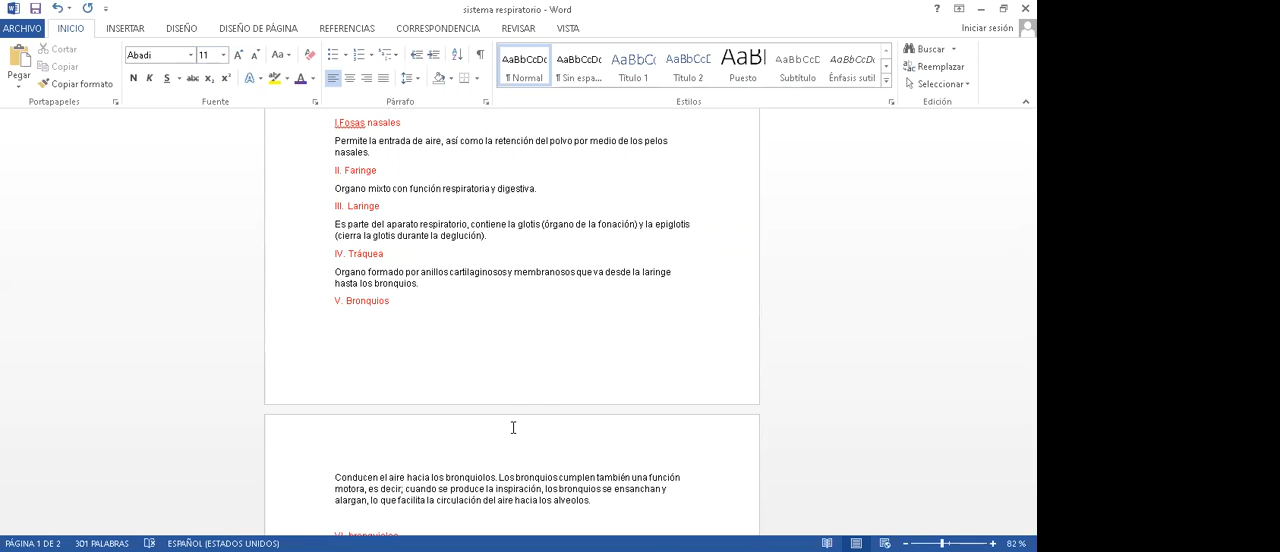 sistema respiratorio - Word
ARCHIVO INICIO INSERTAR DISEÑO DISEÑO DE PÁGINA REFERENCIAS CORRESPONDENCIA REVISAR VISTA Iniciar sesión
Pegar
Cortar
Copiar
Copiar formato
Portapapeles
Abadi 11
Fuente
Párrafo
AaBbCcDc AaBbCcDc AaBbC AaBbCcD AaBl AaBbCcD AaBbCcDc
¶ Normal ¶ Sin espa... Título 1 Título 2 Puesto Subtítulo Énfasis sutil
Estilos
Buscar
Reemplazar
Seleccionar
Edición
I.Fosas nasales
Permite la entrada de aire, así como la retención del polvo por medio de los pelos
nasales.
II. Faringe
Organo mixto con función respiratoria y digestiva.
III. Laringe
Es parte del aparato respiratorio, contiene la glotis (órgano de la fonación) y la epiglotis
(cierra la glotis durante la deglución).
IV. Tráquea
Organo formado por anillos cartilaginosos y membranosos que va desde la laringe
hasta los bronquios.
V. Bronquios
Conducen el aire hacia los bronquiolos. Los bronquios cumplen también una función
motora, es decir; cuando se produce la inspiración, los bronquios se ensanchan y
alargan, lo que facilita la circulación del aire hacia los alveolos.
VI. bronquiolos
PÁGINA 1 DE 2 301 PALABRAS ESPAÑOL (ESTADOS UNIDOS) 82 %